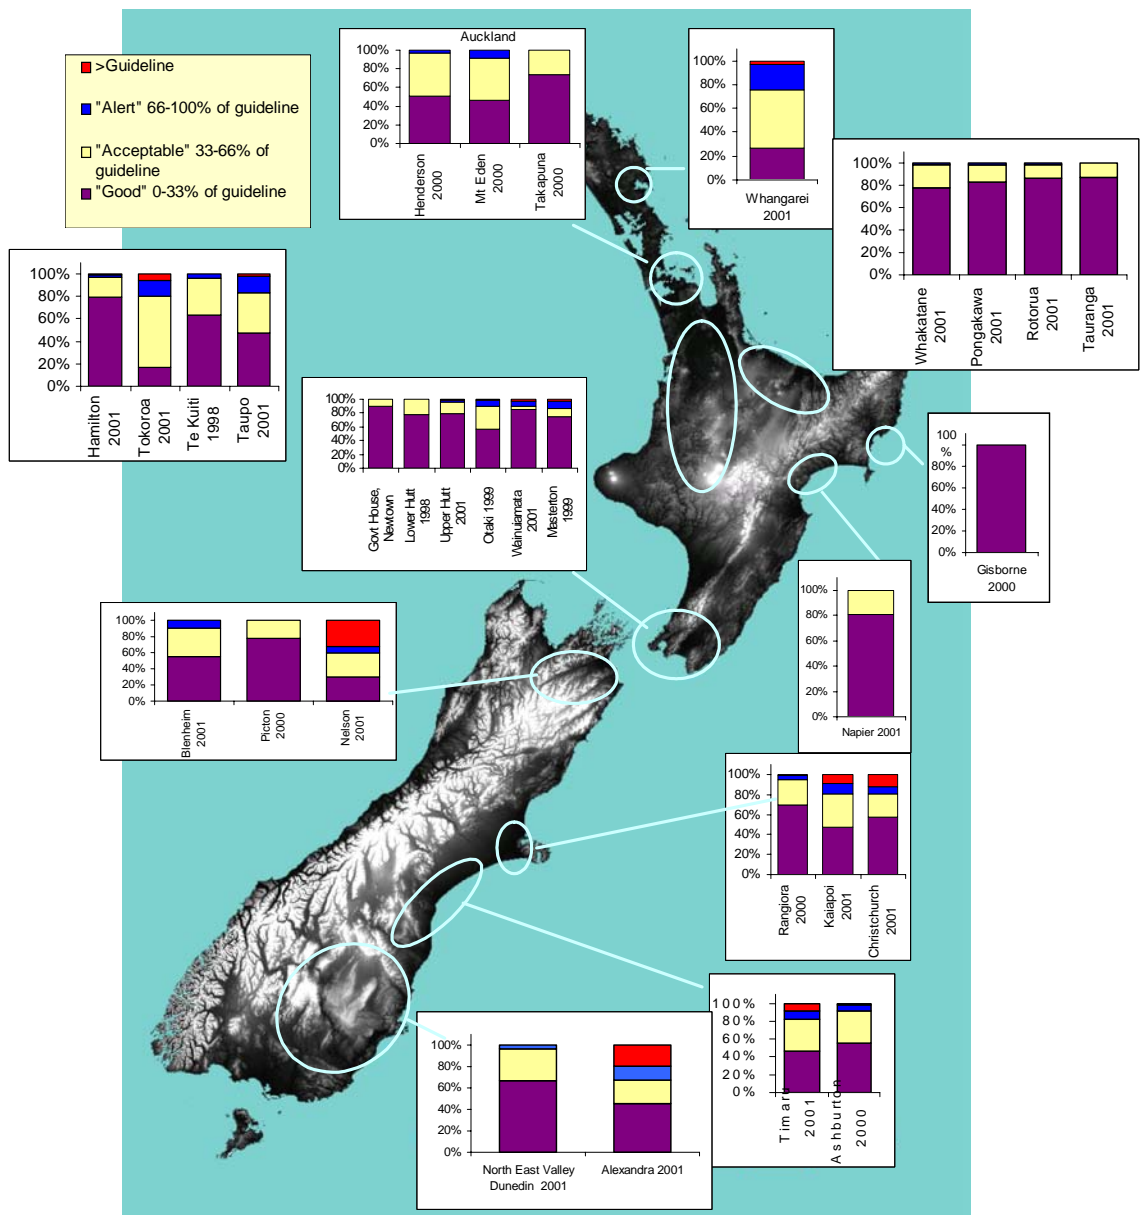 >Guideline
"Alert" 66-100% of guideline
"Acceptable" 33-66% of
guideline
"Good" 0-33% of guideline
Auckland
100%
80%
60%
40%
20%
0%
Henderson
2000
Mt Eden
2000
Takapuna
2000
100%
80%
60%
40%
20%
0%
Whangarei
2001
100%
80%
60%
40%
20%
0%
Whakatane
2001
Pongakawa
2001
Rotorua
2001
Tauranga
2001
100%
80%
60%
40%
20%
0%
Hamilton
2001
Tokoroa
2001
Te Kuiti
1998
Taupo
2001
100%
80%
60%
40%
20%
0%
Govt House,
Newtown
Lower Hutt
1998
Upper Hutt
2001
Otaki 1999
Wainuiamata
2001
Masterton
1999
100
%
80%
60%
40%
20%
0%
Gisborne
2000
100%
80%
60%
40%
20%
0%
Napier 2001
100%
80%
60%
40%
20%
0%
Blenheim
2001
Picton
2000
Nelson
2001
100%
80%
60%
40%
20%
0%
Rangiora
2000
Kaiapoi
2001
Christchurch
2001
100%
80%
60%
40%
20%
0%
Timaru
2001
Ashburton
2000
100%
80%
60%
40%
20%
0%
North East Valley
Dunedin 2001
Alexandra 2001